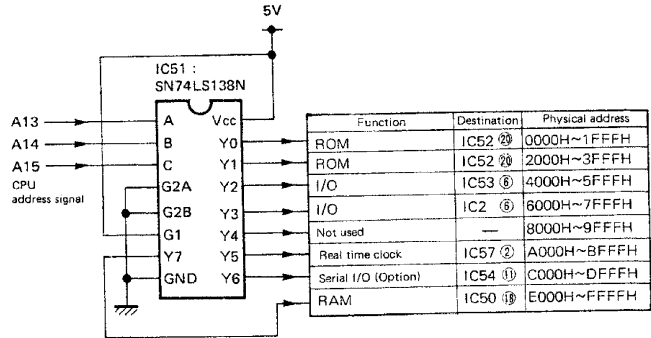 5V
IC51 :
SN74LS138N
A13
A14
A15
CPU
address signal
A Vcc
B Y0
C Y1
G2A Y2
G2B Y3
G1 Y4
Y7 Y5
GND Y6
Function Destination Physical address
ROM IC52 ⑳ 0000H~1FFFH
ROM IC52 ⑳ 2000H~3FFFH
I/O IC53 ⑥ 4000H~5FFFH
I/O IC2 ⑥ 6000H~7FFFH
Not used — 8000H~9FFFH
Real time clock IC57 ② A000H~BFFFH
Serial I/O (Option) IC54 ⑪ C000H~DFFFH
RAM IC50 ⑱ E000H~FFFFH